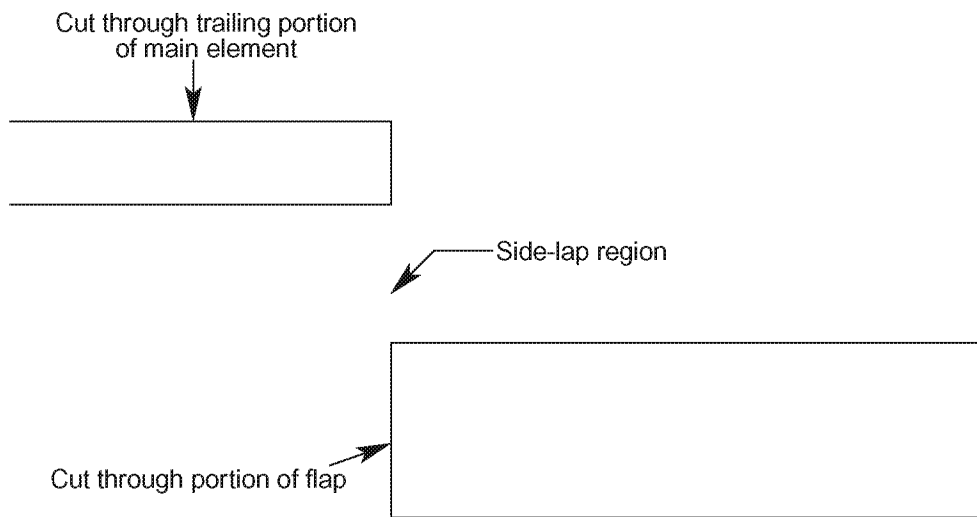 Cut through trailing portion
of main element
Side-lap region
Cut through portion of flap